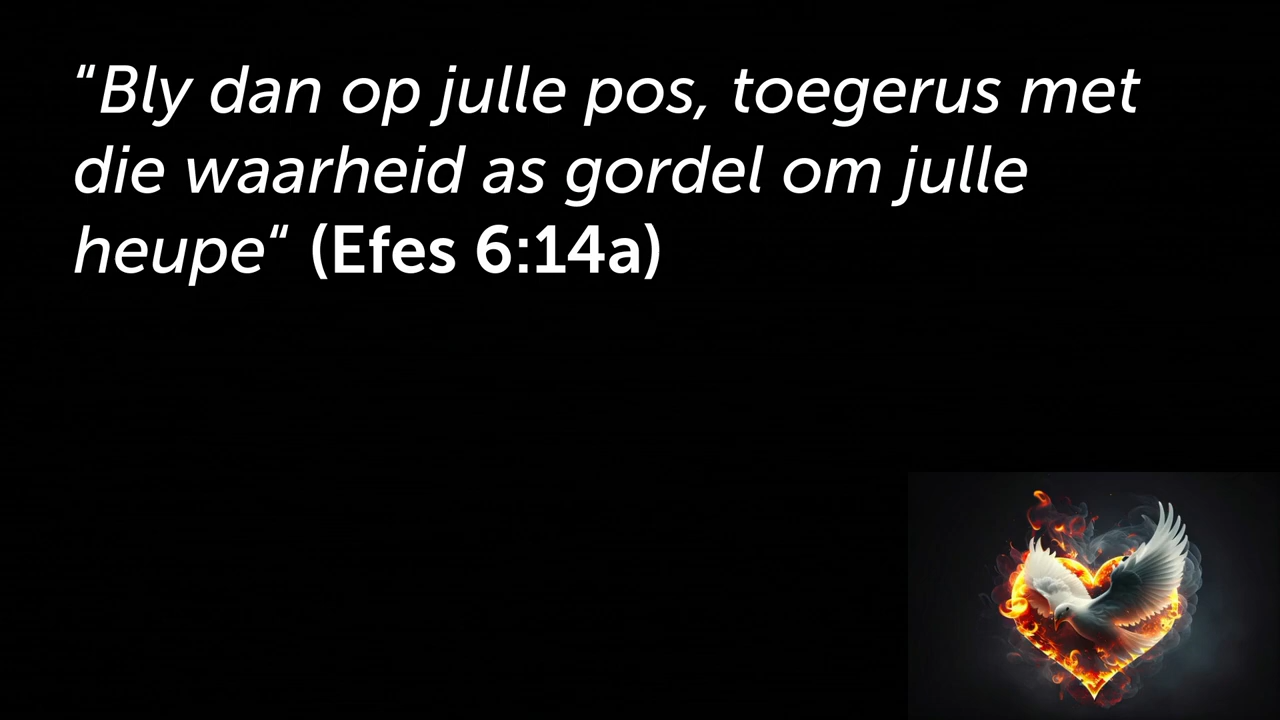 “Bly dan op julle pos, toegerus met
die waarheid as gordel om julle
heupe“ (Efes 6:14a)